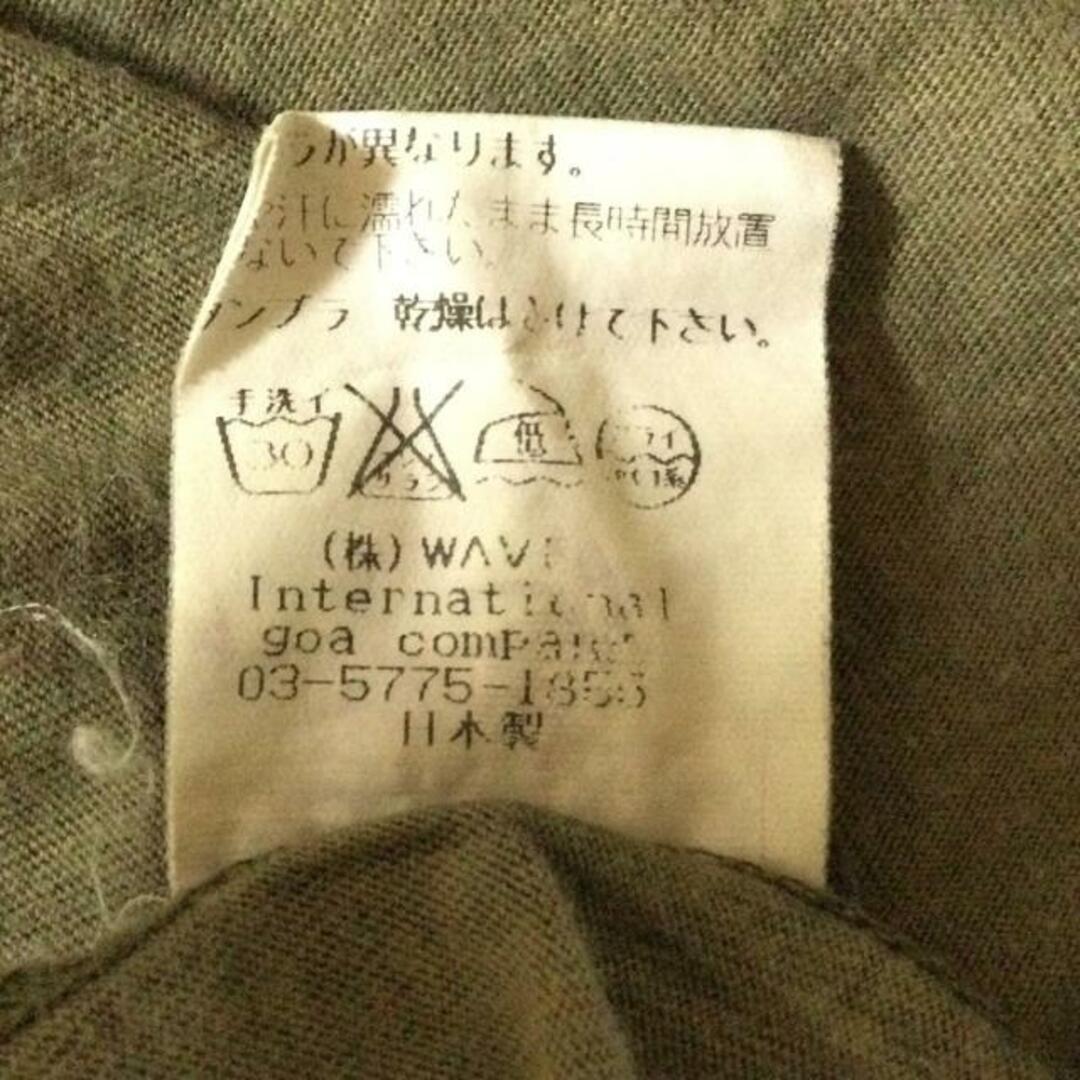 が異なります。
汗に濡れたまま長時間放置
ないで下さい。
タンブラ 乾燥はさけて下さい。
手洗イ
30
低
(株) WAVE
International
goa company
03-5775-185
日本製